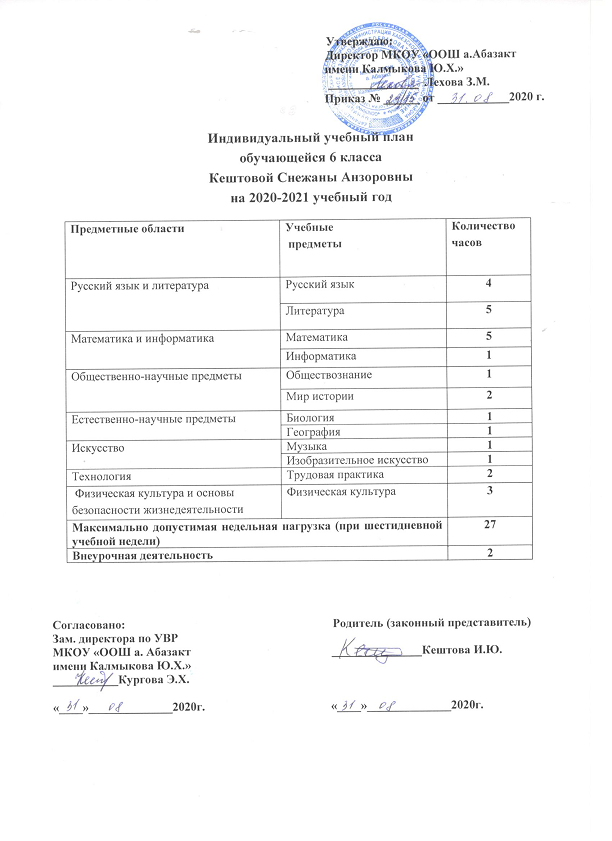 Утверждаю:
Директор МКОУ «ООШ а.Абазакт
имени Калмыкова Ю.Х.»
Лехова З.М.
Приказ № от 31.08 2020 г.
Индивидуальный учебный план
обучающейся 6 класса
Кештовой Снежаны Анзоровны
на 2020-2021 учебный год
Предметные области Учебные предметы Количество часов
Русский язык и литература Русский язык 4
Литература 5
Математика и информатика Математика 5
Информатика 1
Общественно-научные предметы Обществознание 1
Мир истории 2
Естественно-научные предметы Биология 1
География 1
Искусство Музыка 1
Изобразительное искусство 1
Технология Трудовая практика 2
Физическая культура и основы безопасности жизнедеятельности Физическая культура 3
Максимально допустимая недельная нагрузка (при шестидневной учебной недели) 27
Внеурочная деятельность 2
Согласовано:
Зам. директора по УВР
МКОУ «ООШ а. Абазакт
имени Калмыкова Ю.Х.»
Кургова Э.Х.
«31» 08 2020г.
Родитель (законный представитель)
Кештова И.Ю.
«31» 08 2020г.